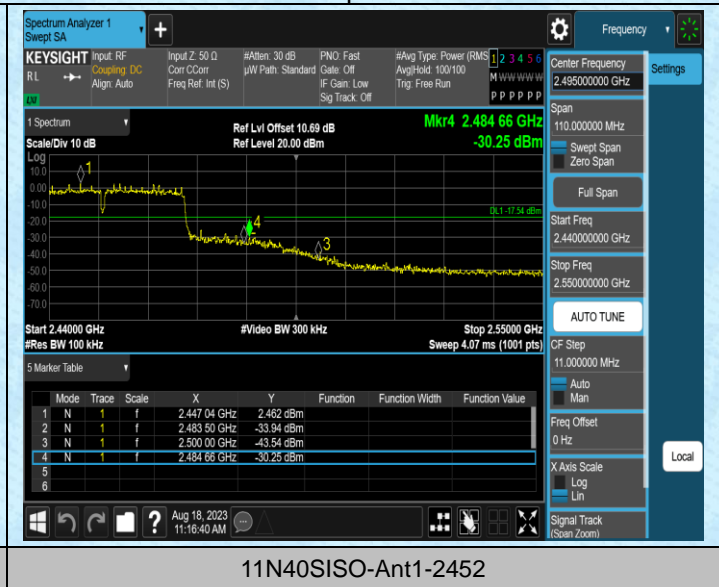 Spectrum Analyzer 1
Swept SA
+
Frequency
KEYSIGHT Input: RF Input Z: 50 Ω #Atten: 30 dB PNO: Fast #Avg Type: Power (RMS 1 2 3 4 5 6
RL Coupling: DC Corr CCorr µW Path: Standard Gate: Off Avg|Hold: 100/100 M W W W W W
Align: Auto Freq Ref: Int (S) IF Gain: Low Trig: Free Run
LXI Sig Track: Off P P P P P P
1 Spectrum
Ref Lvl Offset 10.69 dB Mkr4 2.484 66 GHz
Scale/Div 10 dB Ref Level 20.00 dBm -30.25 dBm
Log
10.0
0.00
-10.0
-20.0
-30.0
-40.0
-50.0
-60.0
-70.0
1
4
3
DL1 -17.54 dBm
Start 2.44000 GHz #Video BW 300 kHz Stop 2.55000 GHz
#Res BW 100 kHz Sweep 4.07 ms (1001 pts)
5 Marker Table
Mode Trace Scale X Y Function Function Width Function Value
1 N 1 f 2.447 04 GHz 2.462 dBm
2 N 1 f 2.483 50 GHz -33.94 dBm
3 N 1 f 2.500 00 GHz -43.54 dBm
4 N 1 f 2.484 66 GHz -30.25 dBm
5
6
Aug 18, 2023
11:16:40 AM
?
Center Frequency
2.495000000 GHz
Settings
Span
110.000000 MHz
Swept Span
Zero Span
Full Span
Start Freq
2.440000000 GHz
Stop Freq
2.550000000 GHz
AUTO TUNE
CF Step
11.000000 MHz
Auto
Man
Freq Offset
0 Hz
Local
X Axis Scale
Log
Lin
Signal Track
(Span Zoom)
11N40SISO-Ant1-2452